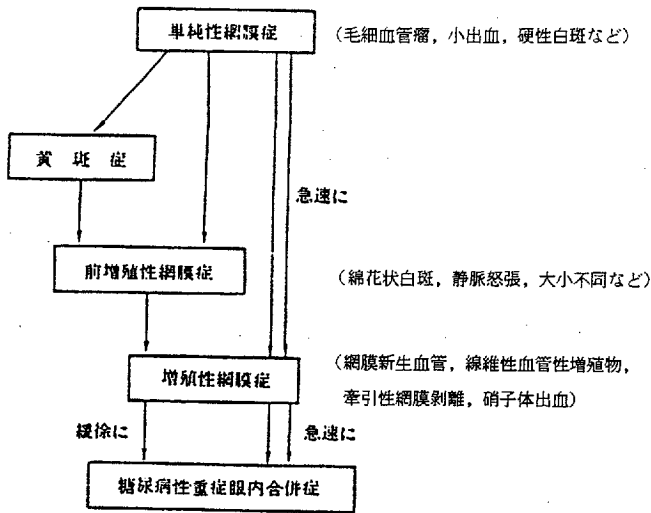 単純性網膜症 (毛細血管瘤，小出血，硬性白斑など)
黄斑症
急速に
前増殖性網膜症 (綿花状白斑，静脈怒張，大小不同など)
増殖性網膜症 (網膜新生血管，線維性血管性増殖物，
牽引性網膜剥離，硝子体出血)
緩徐に 急速に
糖尿病性重症眼内合併症